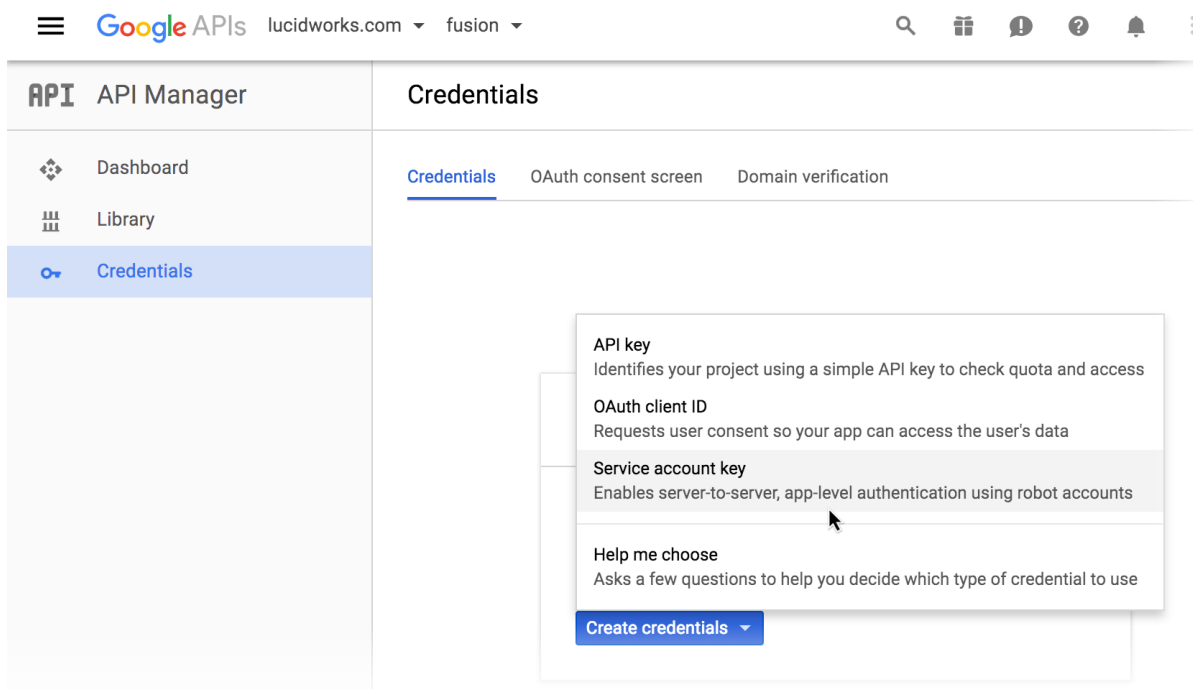 Google APIs lucidworks.com fusion
API API Manager
Credentials
Dashboard
Library
Credentials
Credentials OAuth consent screen Domain verification
API key
Identifies your project using a simple API key to check quota and access
OAuth client ID
Requests user consent so your app can access the user's data
Service account key
Enables server-to-server, app-level authentication using robot accounts
Help me choose
Asks a few questions to help you decide which type of credential to use
Create credentials